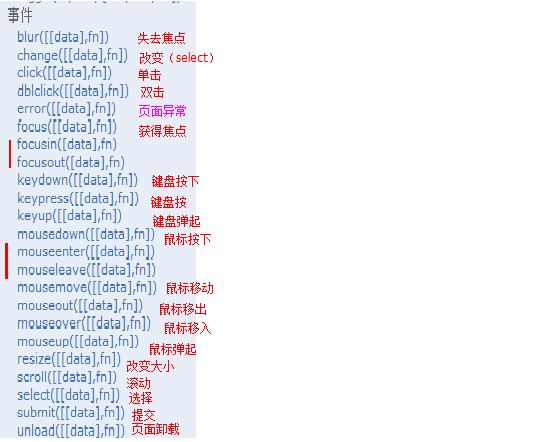 事件
blur([[data],fn]) 失去焦点
change([[data],fn]) 改变（select）
click([[data],fn]) 单击
dblclick([[data],fn]) 双击
error([[data],fn]) 页面异常
focus([[data],fn]) 获得焦点
focusin([data],fn)
focusout([data],fn)
keydown([[data],fn]) 键盘按下
keypress([[data],fn]) 键盘按
keyup([[data],fn]) 键盘弹起
mousedown([[data],fn]) 鼠标按下
mouseenter([[data],fn])
mouseleave([[data],fn])
mousemove([[data],fn]) 鼠标移动
mouseout([[data],fn]) 鼠标移出
mouseover([[data],fn]) 鼠标移入
mouseup([[data],fn]) 鼠标弹起
resize([[data],fn]) 改变大小
scroll([[data],fn]) 滚动
select([[data],fn]) 选择
submit([[data],fn]) 提交
unload([[data],fn]) 页面卸载